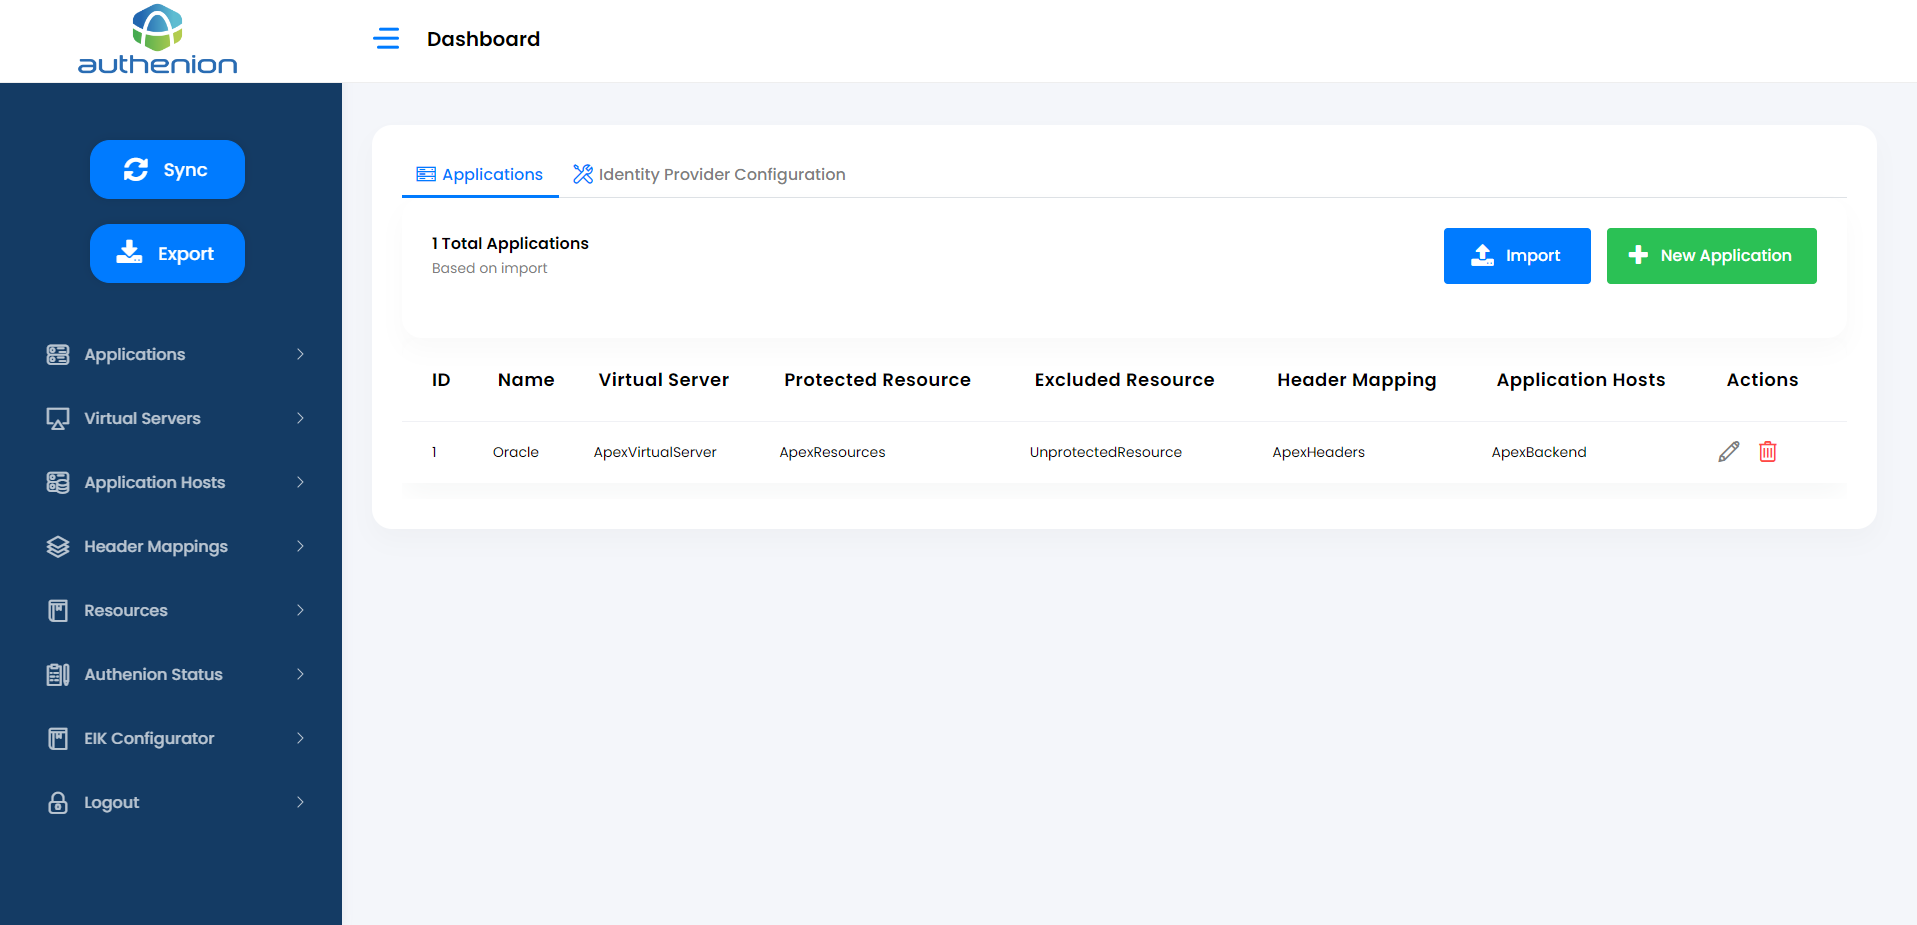 authenion
Dashboard
Sync
Export
Applications
Virtual Servers
Application Hosts
Header Mappings
Resources
Authenion Status
EIK Configurator
Logout
Applications Identity Provider Configuration
1 Total Applications
Based on import
Import New Application
ID Name Virtual Server Protected Resource Excluded Resource Header Mapping Application Hosts Actions
1 Oracle ApexVirtualServer ApexResources UnprotectedResource ApexHeaders ApexBackend